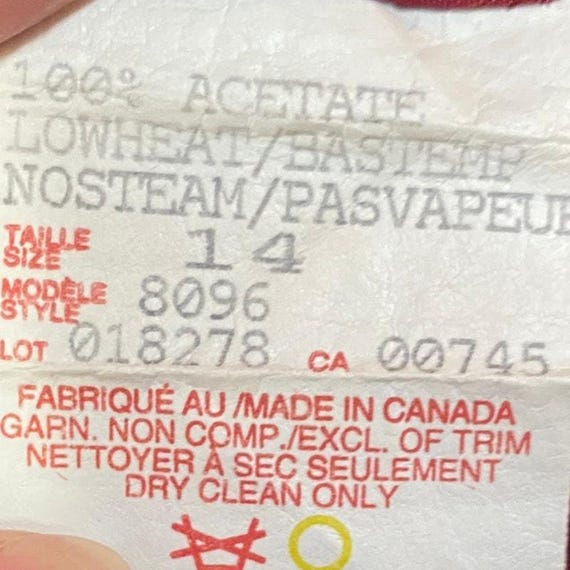 100% ACETATE
LOWHEAT/BASTEMP
NOSTEAM/PASVAPEUR
TAILLE
SIZE 14
MODÈLE
STYLE 8096
LOT 018278 CA 00745
FABRIQUÉ AU /MADE IN CANADA
GARN. NON COMP./EXCL. OF TRIM
NETTOYER À SEC SEULEMENT
DRY CLEAN ONLY